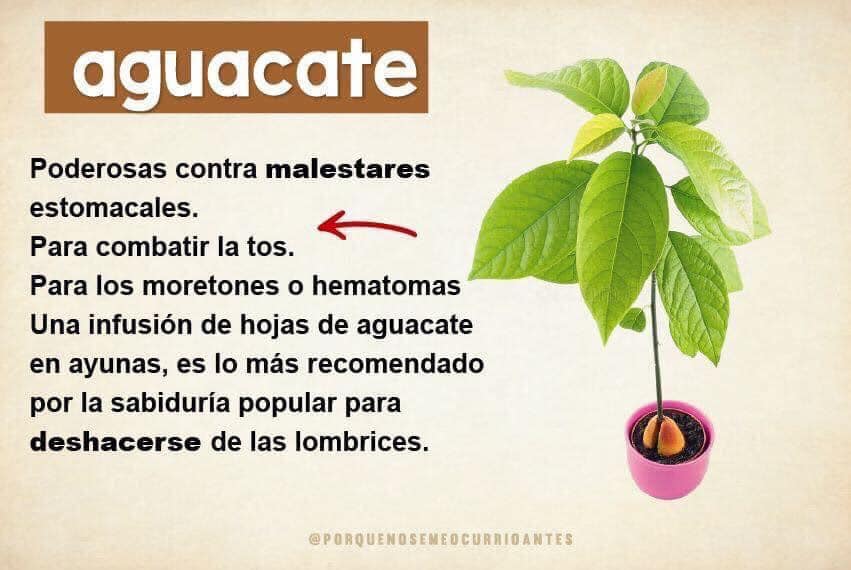 aguacate
Poderosas contra malestares
estomacales.
Para combatir la tos.
Para los moretones o hematomas
Una infusión de hojas de aguacate
en ayunas, es lo más recomendado
por la sabiduría popular para
deshacerse de las lombrices.
@PORQUENOSEMEOCURRIOANTES